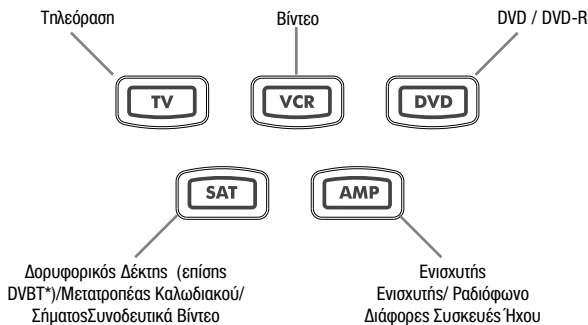 Τηλεόραση
Βίντεο
DVD / DVD-R
TV
VCR
DVD
SAT
AMP
Δορυφορικός Δέκτης (επίσης
DVBT*)/Μετατροπέας Καλωδιακού/
ΣήματοςΣυνοδευτικά Βίντεο
Ενισχυτής
Ενισχυτής/ Ραδιόφωνο
Διάφορες Συσκευές Ήχου